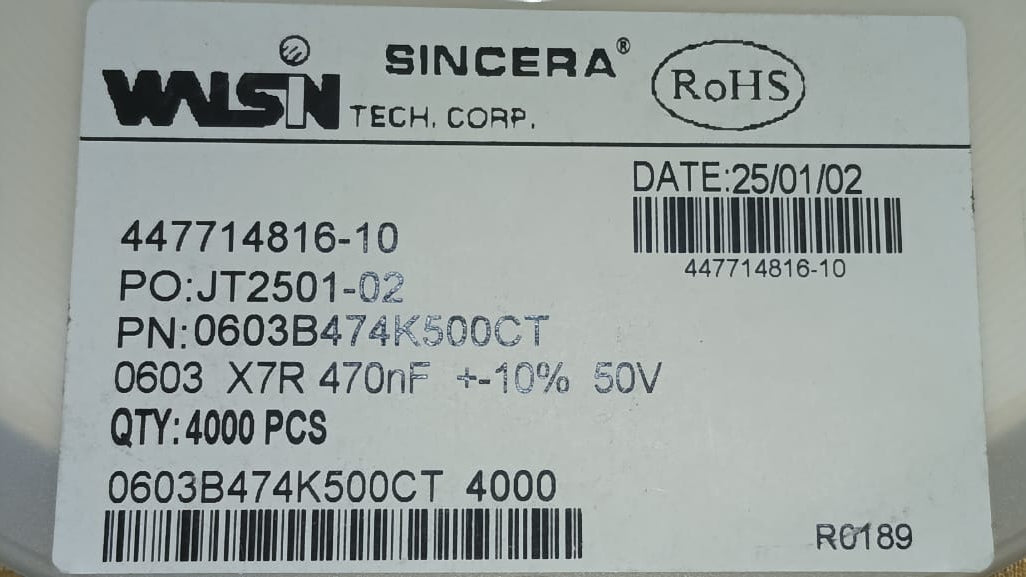 WALSIN TECH. CORP. SINCERA® RoHS
DATE:25/01/02
447714816-10
447714816-10
PO:JT2501-02
PN:0603B474K500CT
0603 X7R 470nF +-10% 50V
QTY:4000 PCS
0603B474K500CT 4000
R0189